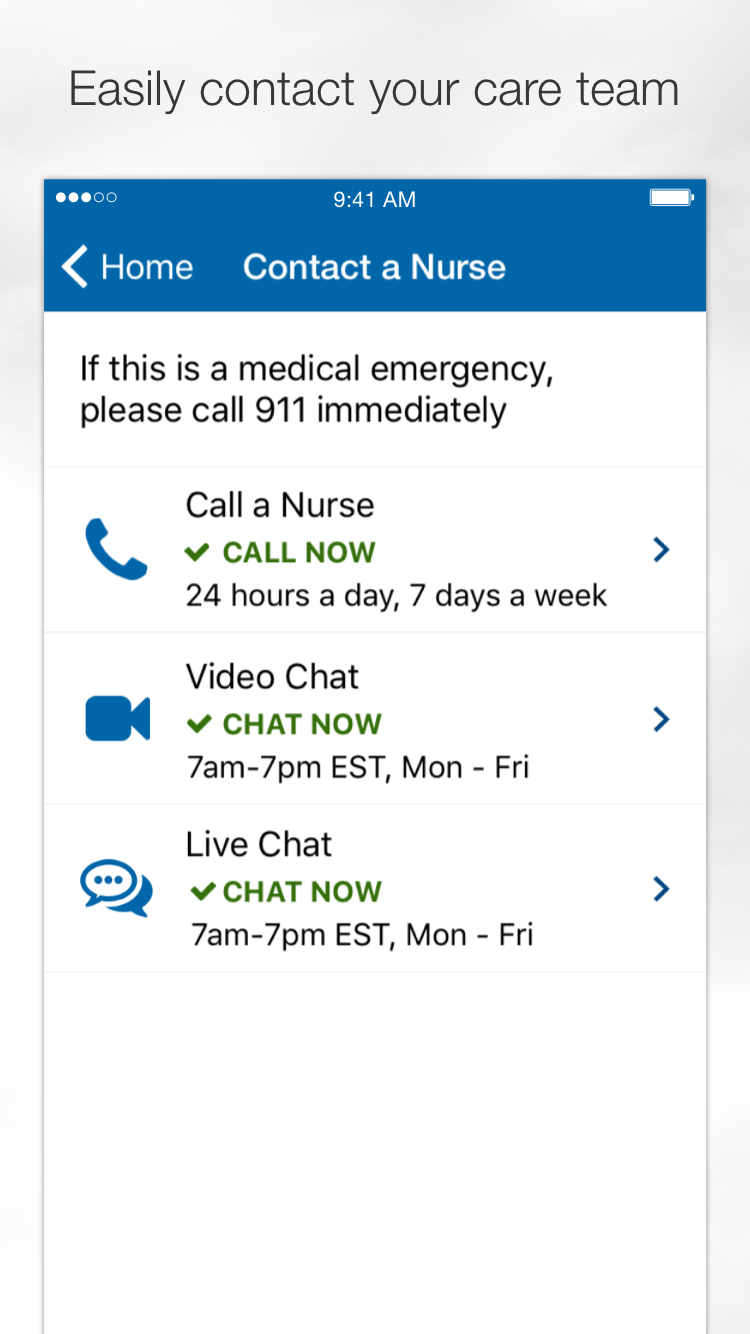 Easily contact your care team
9:41 AM
Home Contact a Nurse
If this is a medical emergency,
please call 911 immediately
Call a Nurse
CALL NOW
24 hours a day, 7 days a week
Video Chat
CHAT NOW
7am-7pm EST, Mon - Fri
Live Chat
CHAT NOW
7am-7pm EST, Mon - Fri